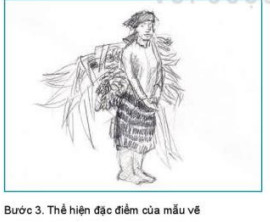 Bước 3. Thể hiện đặc điểm của mẫu vẽ